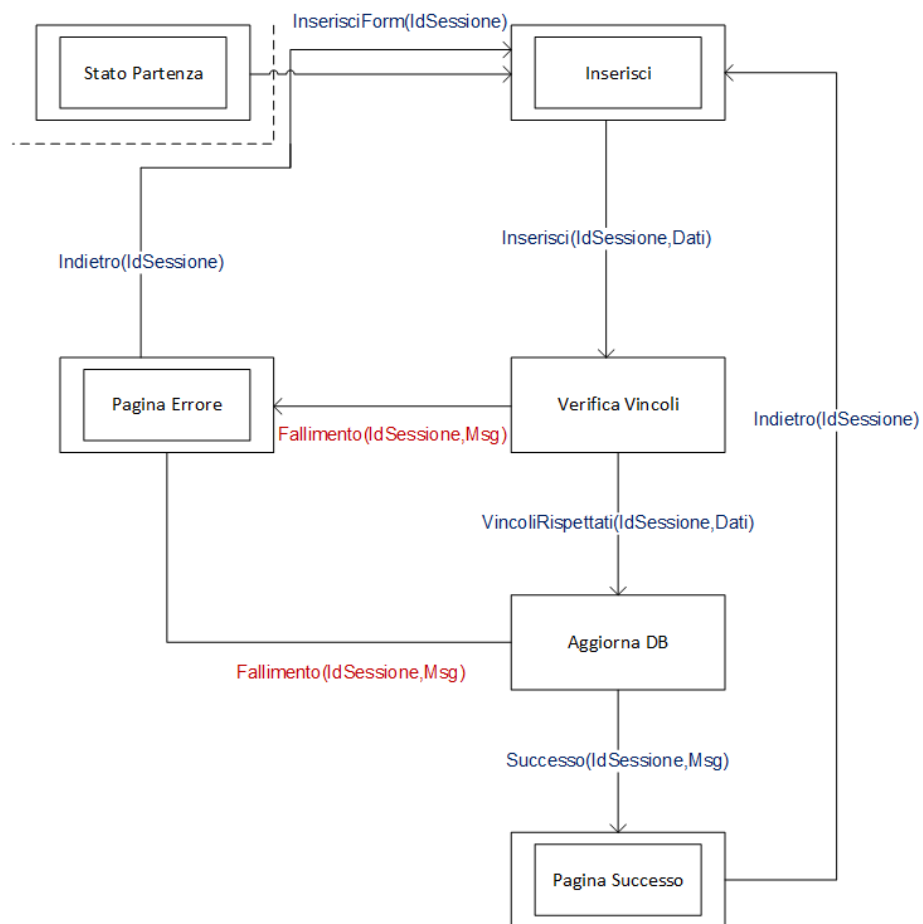 InserisciForm(IdSessione)
Stato Partenza
Inserisci
Inserisci(IdSessione,Dati)
Indietro(IdSessione)
Pagina Errore
Verifica Vincoli
Indietro(IdSessione)
Fallimento(IdSessione,Msg)
VincoliRispettati(IdSessione,Dati)
Aggiorna DB
Fallimento(IdSessione,Msg)
Successo(IdSessione,Msg)
Pagina Successo